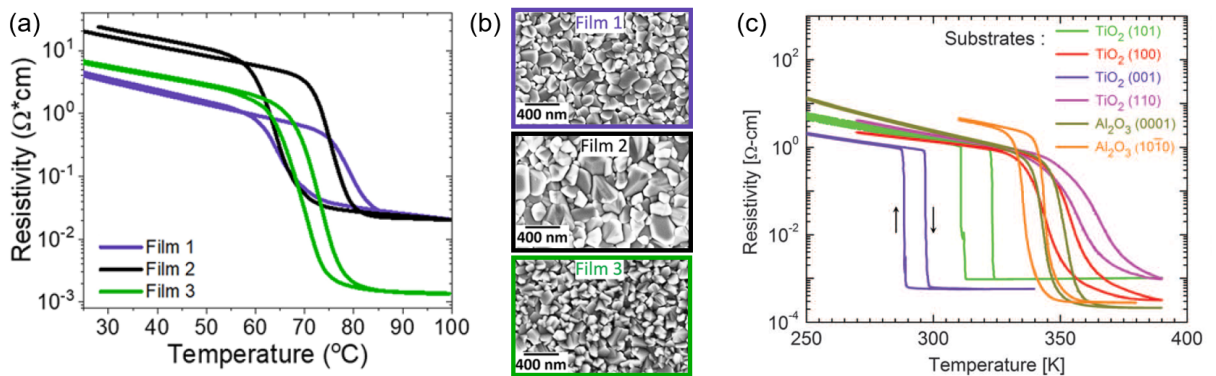 (a)
Resistivity (Ω*cm)
10¹
10⁰
10⁻¹
10⁻²
10⁻³
Film 1
Film 2
Film 3
30 40 50 60 70 80 90 100
Temperature (ºC)
(b)
Film 1
400 nm
Film 2
400 nm
Film 3
400 nm
(c)
Resistivity [Ω-cm]
10²
10⁰
10⁻²
10⁻⁴
Substrates :
TiO₂ (101)
TiO₂ (100)
TiO₂ (001)
TiO₂ (110)
Al₂O₃ (0001)
Al₂O₃ (101̅0)
250 300 350 400
Temperature [K]